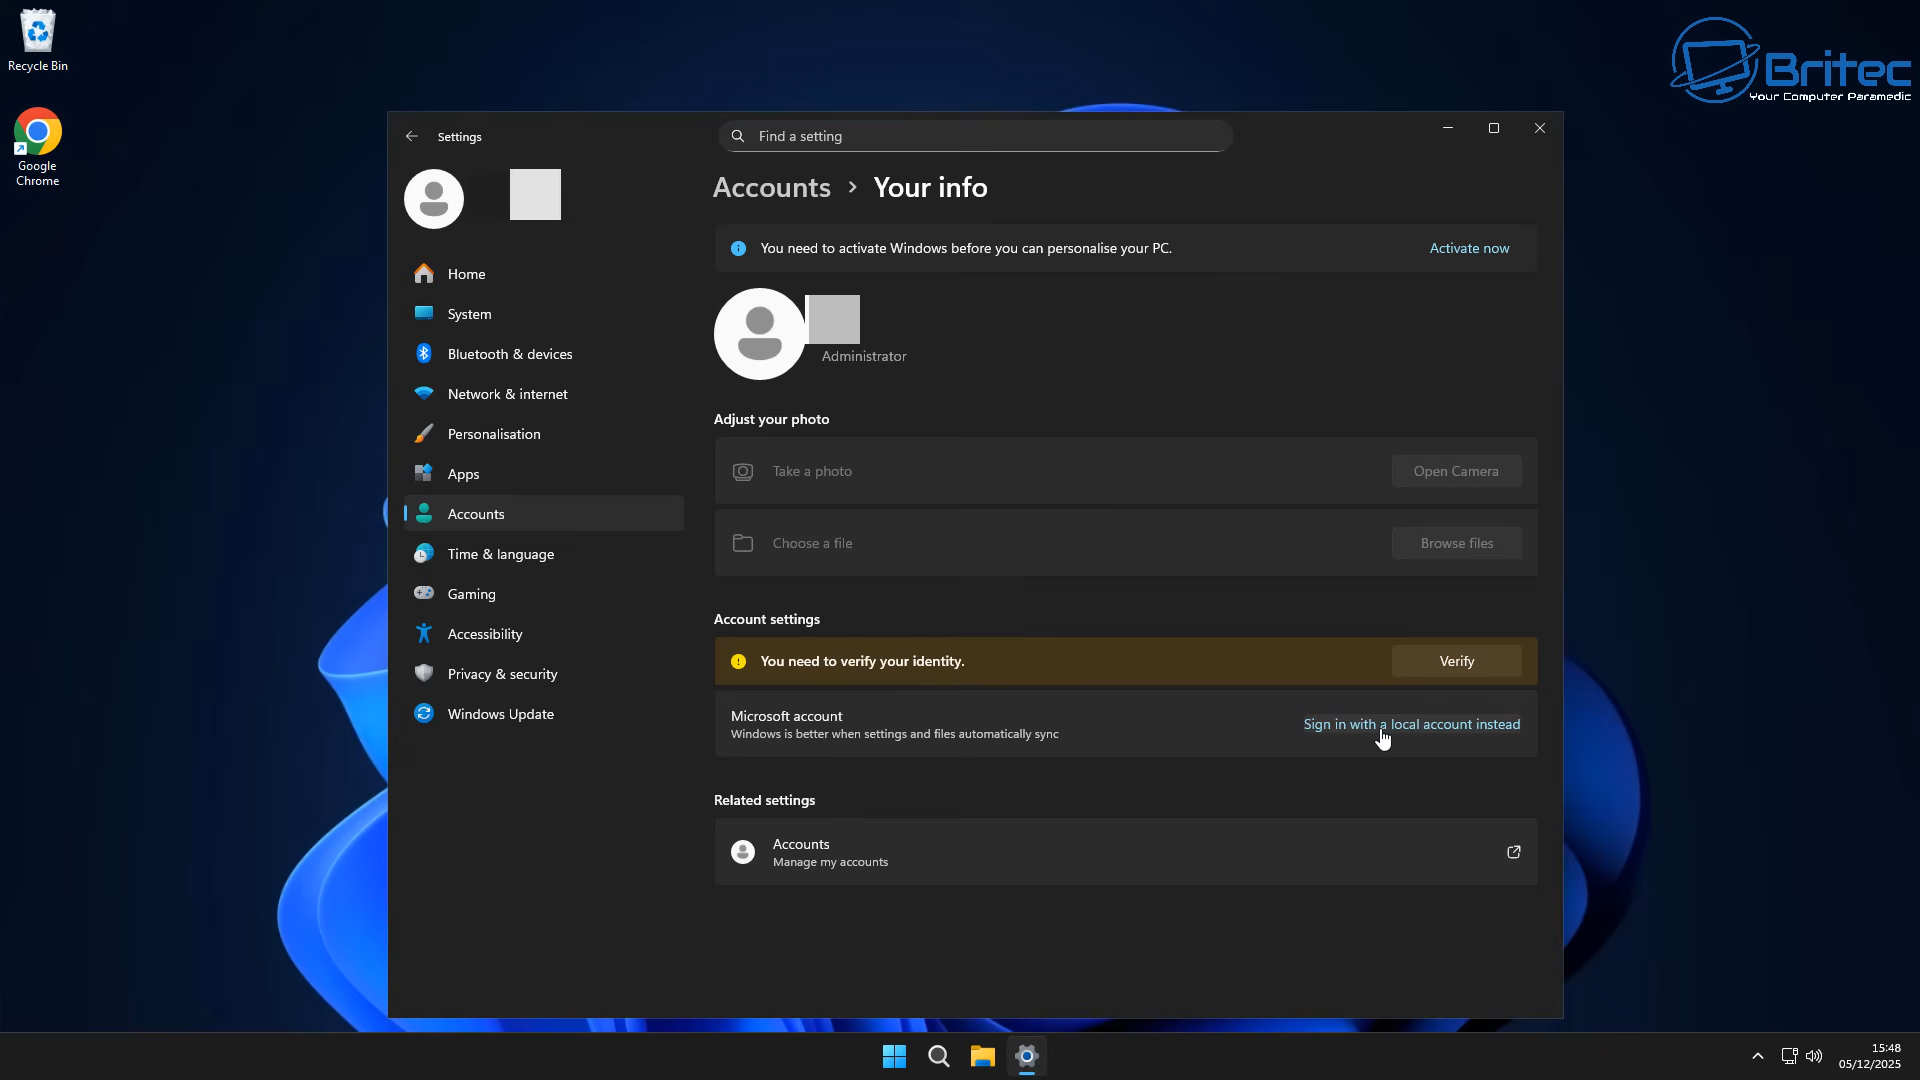 Recycle Bin
Google
Chrome
Britec
Your Computer Paramedic
Settings
Find a setting
Home
System
Bluetooth & devices
Network & internet
Personalisation
Apps
Accounts
Time & language
Gaming
Accessibility
Privacy & security
Windows Update
Accounts > Your info
You need to activate Windows before you can personalise your PC.
Activate now
Administrator
Adjust your photo
Take a photo
Open Camera
Choose a file
Browse files
Account settings
You need to verify your identity.
Verify
Microsoft account
Windows is better when settings and files automatically sync
Sign in with a local account instead
Related settings
Accounts
Manage my accounts
15:48
05/12/2025